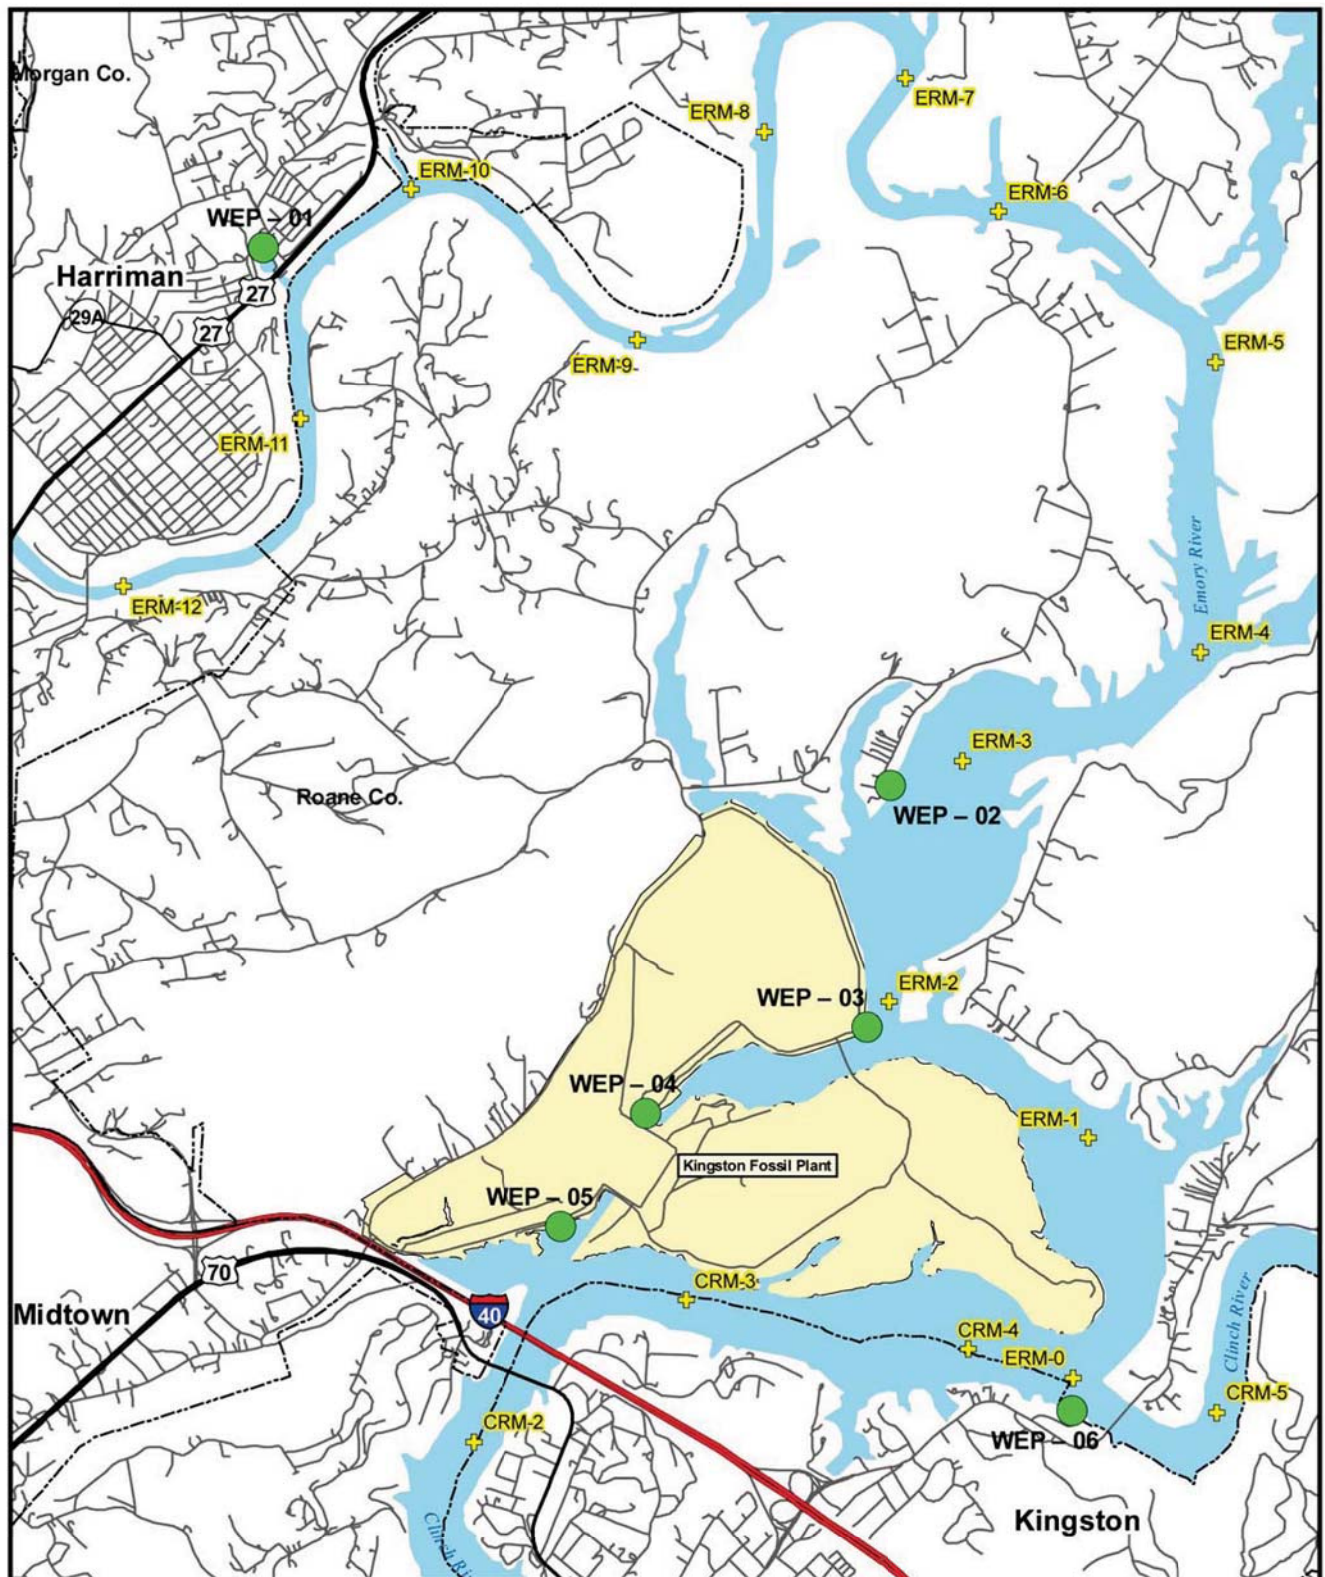 Morgan Co.
ERM-7
ERM-8
ERM-10
ERM-6
WEP – 01
Harriman
27
29A
27
ERM-5
ERM-9
ERM-11
Emory River
ERM-12
ERM-4
ERM-3
Roane Co.
WEP – 02
ERM-2
WEP – 03
WEP – 04
ERM-1
Kingston Fossil Plant
WEP – 05
70
CRM-3
Midtown
40
Clinch River
CRM-4
ERM-0
CRM-5
CRM-2
WEP – 06
Kingston
Clinch Ri